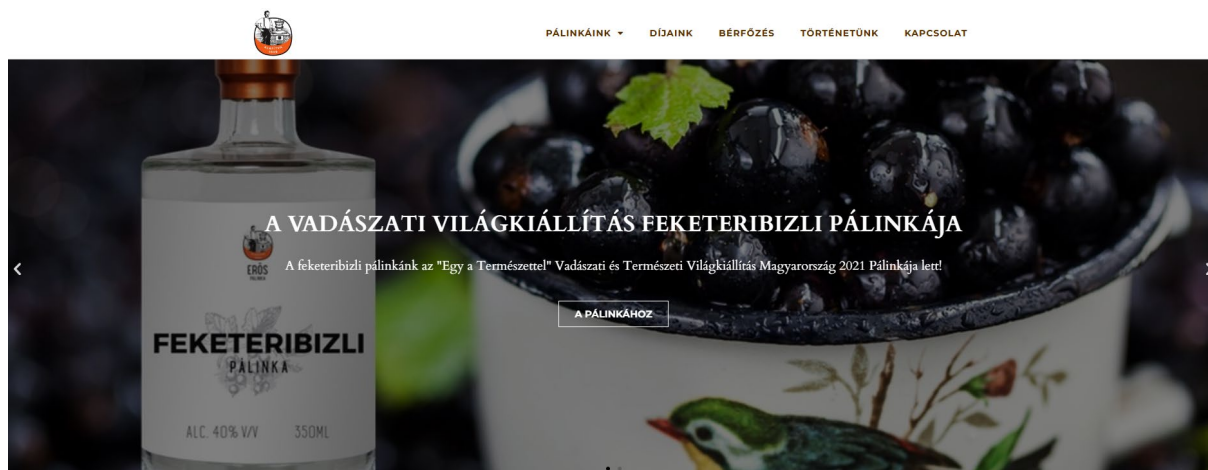 PÁLINKÁINK
DÍJAINK
BÉRFŐZÉS
TÖRTÉNETÜNK
KAPCSOLAT
A VADÁSZATI VILÁGKIÁLLÍTÁS FEKETERIBIZLI PÁLINKÁJA
A feketeribizli pálinkánk az "Egy a Természettel" Vadászati és Természeti Világkiállítás Magyarország 2021 Pálinkája lett!
A PÁLINKÁHOZ
ERŐS
PÁLINKA
FEKETERIBIZLI
PÁLINKA
ALC. 40% V/V 350ML